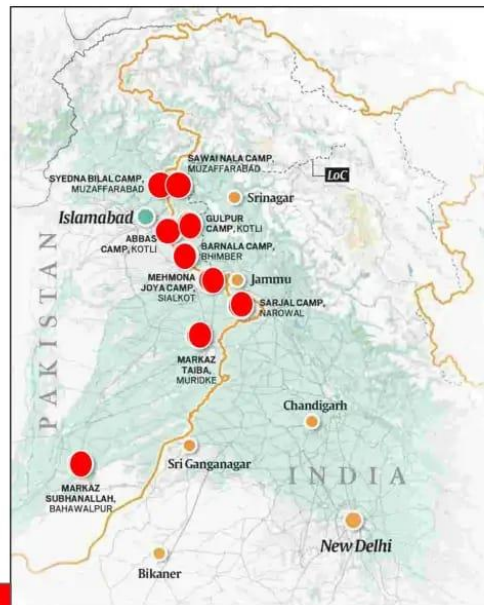 SAWAI NALA CAMP,
MUZAFFARABAD
SYEDNA BILAL CAMP,
MUZAFFARABAD
LoC
Srinagar
Islamabad
GULPUR
CAMP, KOTLI
ABBAS
CAMP, KOTLI
BARNALA CAMP,
BHIMBER
MEHMONA
JOYA CAMP,
SIALKOT
Jammu
SARJAL CAMP,
NAROWAL
PAKISTAN
MARKAZ
TAIBA,
MURIDKE
Chandigarh
Sri Ganganagar
INDIA
MARKAZ
SUBHANALLAH,
BAHAWALPUR
New Delhi
Bikaner